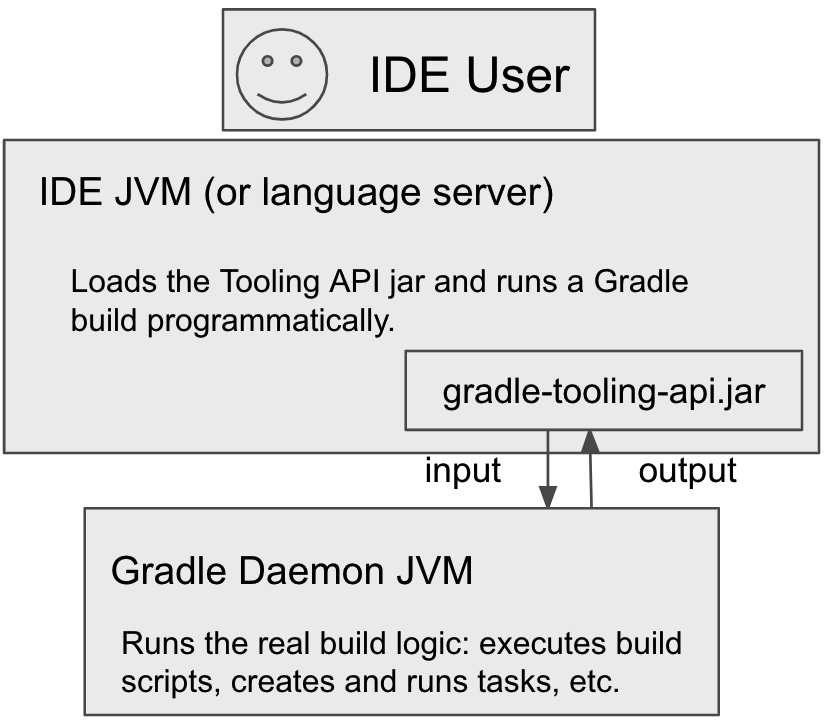 IDE User
IDE JVM (or language server)
Loads the Tooling API jar and runs a Gradle
build programmatically.
gradle-tooling-api.jar
input
output
Gradle Daemon JVM
Runs the real build logic: executes build
scripts, creates and runs tasks, etc.